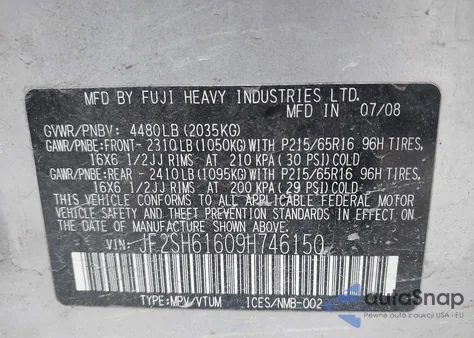 MFD BY FUJI HEAVY INDUSTRIES LTD.
MFD IN 07/08
GVWR/PNBV: 4480LB (2035KG)
GAWR/PNBE:FRONT- 2310LB(1050KG)WITH P215/65R16 96H TIRES,
16X6 1/2JJ RIMS AT 210 KPA(30 PSI)COLD
GAWR/PNBE:REAR - 2410LB(1095KG)WITH P215/65R16 96H TIRES,
16X6 1/2JJ RIMS AT 200 KPA(29 PSI)COLD
THIS VEHICLE CONFORMS TO ALL APPLICABLE FEDERAL MOTOR
VEHICLE SAFETY STANDARDS IN EFFECT ON THE DATE OF
MANUFACTURE SHOWN ABOVE.
VIN: JF2SH61609H746150
TYPE:MPV/VTUM ICES/NMB-002
autoSnap
Pewne auto z USA - EU